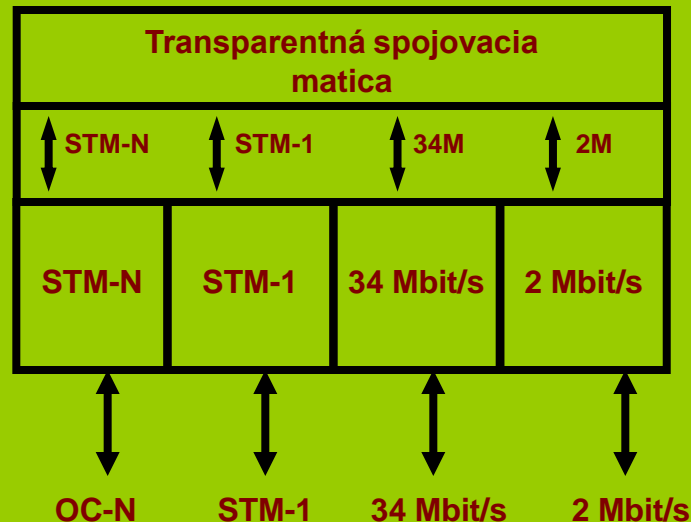 Transparentná spojovacia
matica
STM-N STM-1 34M 2M
STM-N STM-1 34 Mbit/s 2 Mbit/s
OC-N STM-1 34 Mbit/s 2 Mbit/s